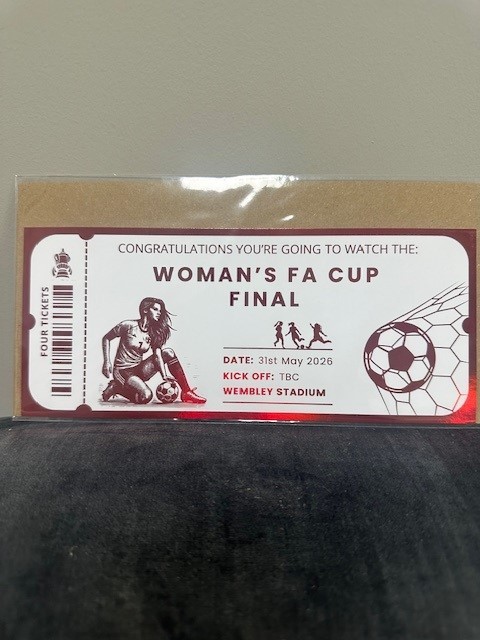 FOUR TICKETS
CONGRATULATIONS YOU'RE GOING TO WATCH THE:
WOMAN'S FA CUP
FINAL
DATE: 31st May 2026
KICK OFF: TBC
WEMBLEY STADIUM